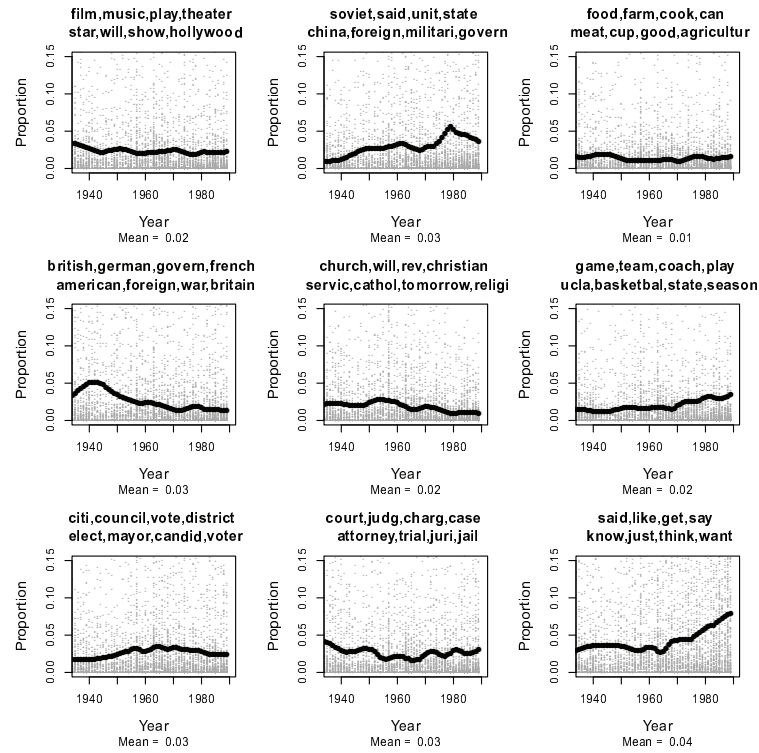 film,music,play,theater
star,will,show,hollywood
soviet,said,unit,state
china,foreign,militari,govern
food,farm,cook,can
meat,cup,good,agricultur
Proportion
0.00 0.05 0.10 0.15
1940 1960 1980
Year
Mean = 0.02
Proportion
0.00 0.05 0.10 0.15
1940 1960 1980
Year
Mean = 0.03
Proportion
0.00 0.05 0.10 0.15
1940 1960 1980
Year
Mean = 0.01
british,german,govern,french
american,foreign,war,britain
church,will,rev,christian
servic,cathol,tomorrow,religi
game,team,coach,play
ucla,basketbal,state,season
Proportion
0.00 0.05 0.10 0.15
1940 1960 1980
Year
Mean = 0.03
Proportion
0.00 0.05 0.10 0.15
1940 1960 1980
Year
Mean = 0.02
Proportion
0.00 0.05 0.10 0.15
1940 1960 1980
Year
Mean = 0.02
citi,council,vote,district
elect,mayor,candid,voter
court,judg,charg,case
attorney,trial,juri,jail
said,like,get,say
know,just,think,want
Proportion
0.00 0.05 0.10 0.15
1940 1960 1980
Year
Mean = 0.03
Proportion
0.00 0.05 0.10 0.15
1940 1960 1980
Year
Mean = 0.03
Proportion
0.00 0.05 0.10 0.15
1940 1960 1980
Year
Mean = 0.04